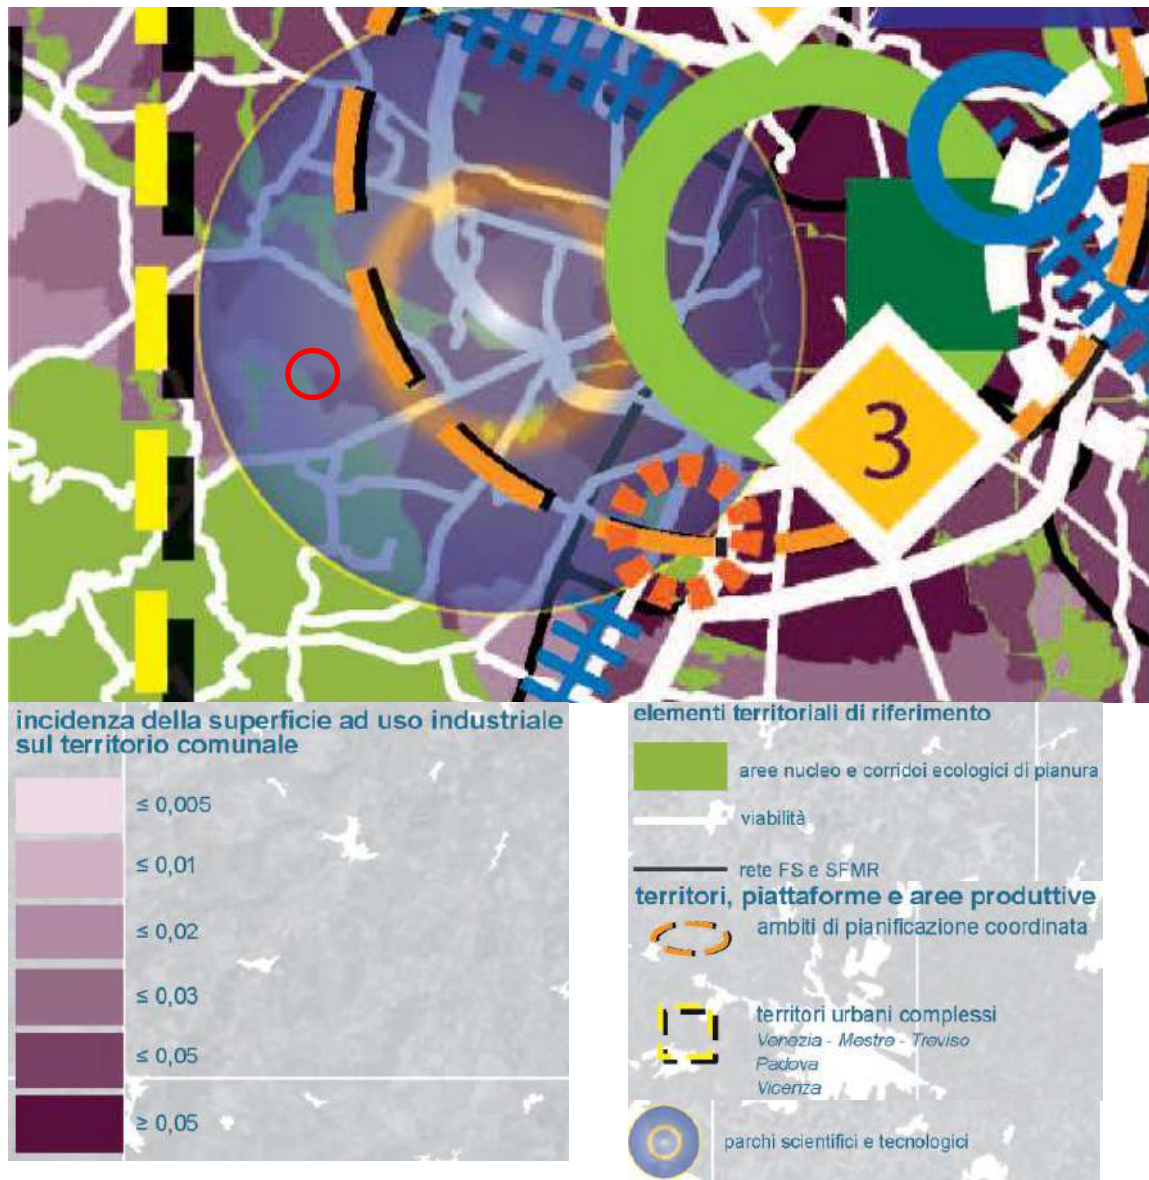 3
incidenza della superficie ad uso industriale
sul territorio comunale
≤ 0,005
≤ 0,01
≤ 0,02
≤ 0,03
≤ 0,05
≥ 0,05
elementi territoriali di riferimento
aree nucleo e corridoi ecologici di pianura
viabilità
rete FS e SFMR
territori, piattaforme e aree produttive
ambiti di pianificazione coordinata
territori urbani complessi
Venezia - Mestre - Treviso
Padova
Vicenza
parchi scientifici e tecnologici